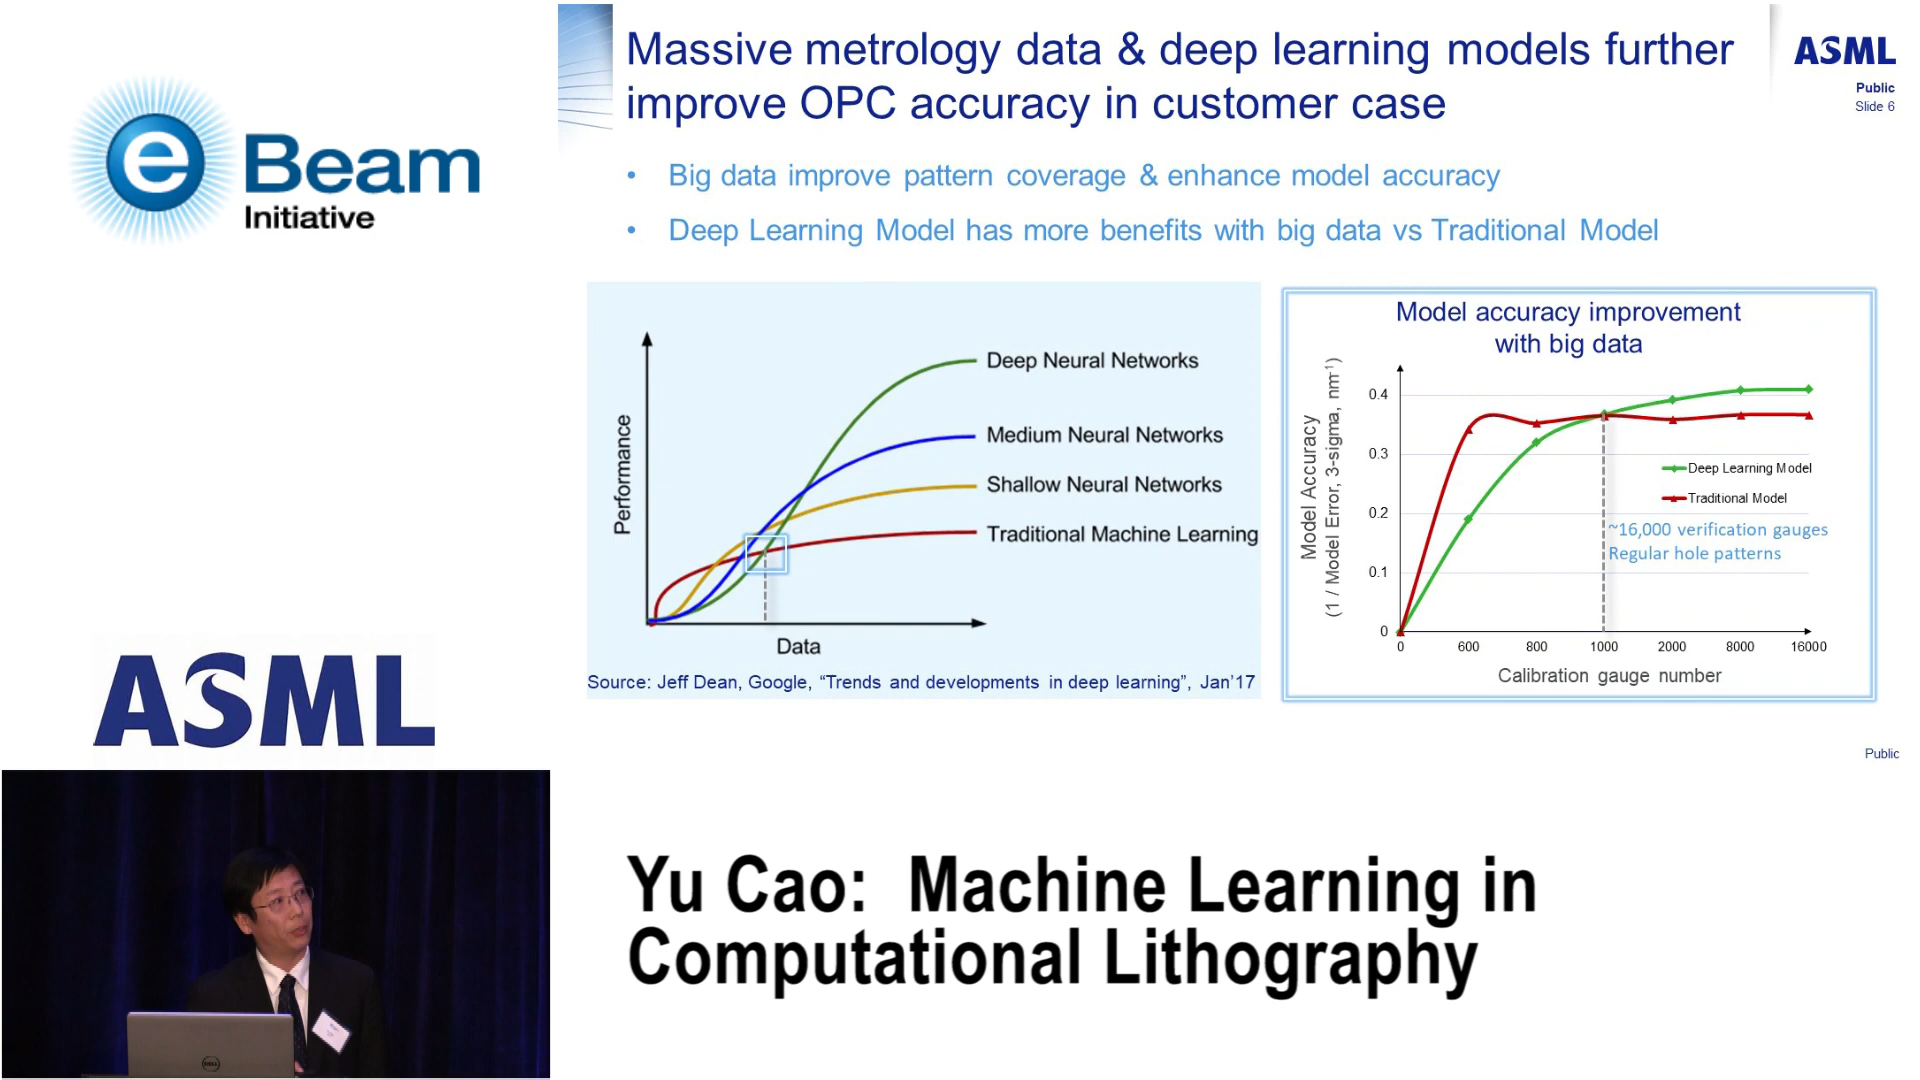 e Beam
Initiative
Massive metrology data & deep learning models further
improve OPC accuracy in customer case
ASML
Public
Slide 6
• Big data improve pattern coverage & enhance model accuracy
• Deep Learning Model has more benefits with big data vs Traditional Model
Performance
Deep Neural Networks
Medium Neural Networks
Shallow Neural Networks
Traditional Machine Learning
Data
Source: Jeff Dean, Google, “Trends and developments in deep learning”, Jan’17
Model accuracy improvement
with big data
Model Accuracy
(1 / Model Error, 3-sigma, nm⁻¹)
0.4
0.3
0.2
0.1
0
Deep Learning Model
Traditional Model
~16,000 verification gauges
Regular hole patterns
0 600 800 1000 2000 8000 16000
Calibration gauge number
Public
ASML
DELL
Yu Cao: Machine Learning in
Computational Lithography